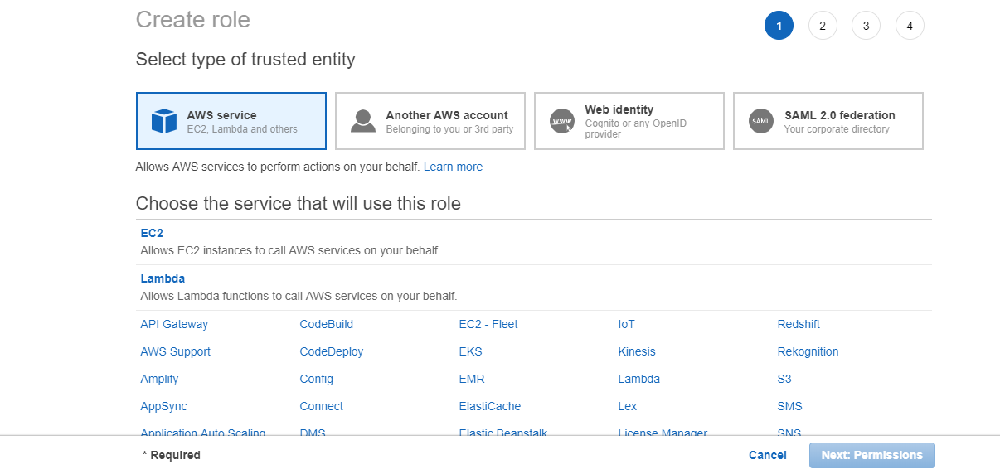 Create role
1 2 3 4
Select type of trusted entity
AWS service
EC2, Lambda and others
Another AWS account
Belonging to you or 3rd party
www
Web identity
Cognito or any OpenID
provider
SAML
SAML 2.0 federation
Your corporate directory
Allows AWS services to perform actions on your behalf. Learn more
Choose the service that will use this role
EC2
Allows EC2 instances to call AWS services on your behalf.
Lambda
Allows Lambda functions to call AWS services on your behalf.
API Gateway CodeBuild EC2 - Fleet IoT Redshift
AWS Support CodeDeploy EKS Kinesis Rekognition
Amplify Config EMR Lambda S3
AppSync Connect ElastiCache Lex SMS
Application Auto Scaling DMS Elastic Beanstalk License Manager SNS
* Required Cancel Next: Permissions